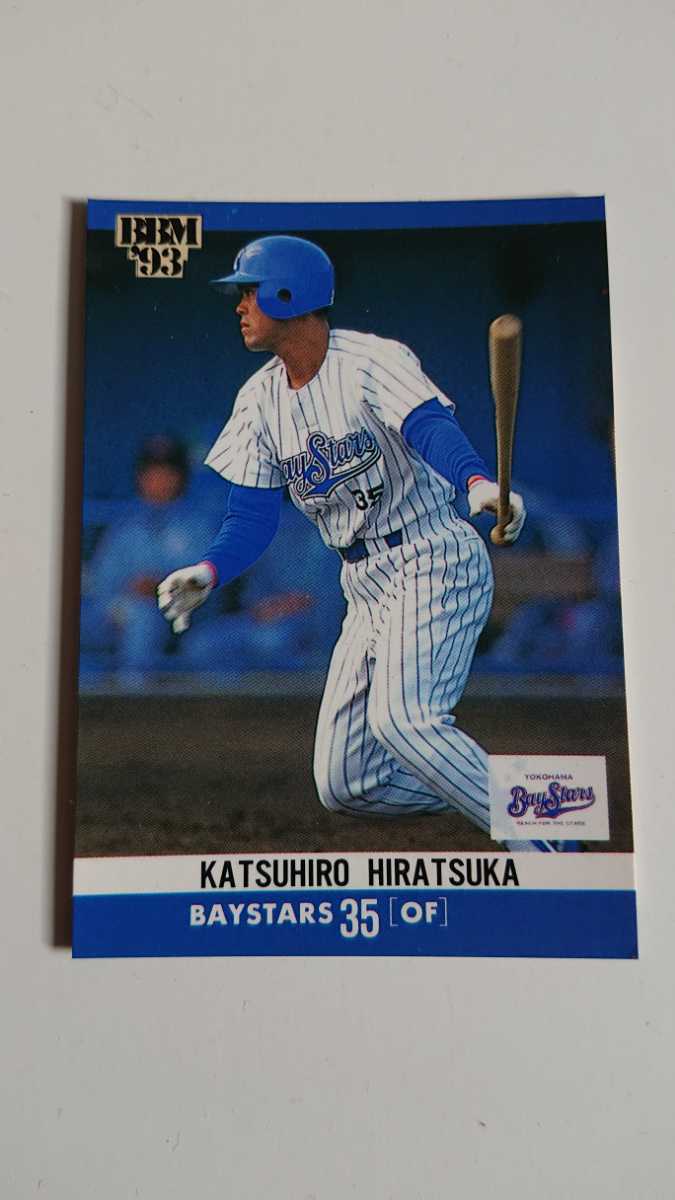 BBM
'93
BayStars
35
YOKOHAMA
BayStars
REACH FOR THE STARS
KATSUHIRO HIRATSUKA
BAYSTARS 35 [OF]